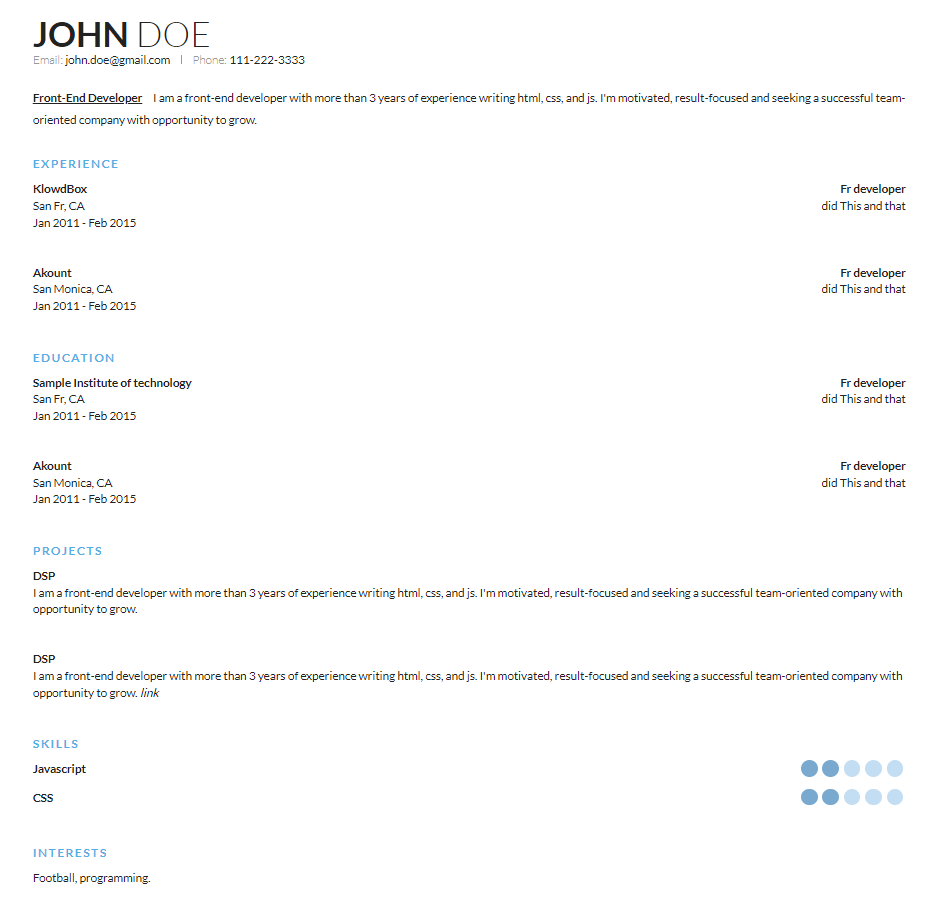 JOHN DOE
Email: john.doe@gmail.com | Phone: 111-222-3333
Front-End Developer I am a front-end developer with more than 3 years of experience writing html, css, and js. I'm motivated, result-focused and seeking a successful team-
oriented company with opportunity to grow.
EXPERIENCE
KlowdBox Fr developer
San Fr, CA did This and that
Jan 2011 - Feb 2015
Akount Fr developer
San Monica, CA did This and that
Jan 2011 - Feb 2015
EDUCATION
Sample Institute of technology Fr developer
San Fr, CA did This and that
Jan 2011 - Feb 2015
Akount Fr developer
San Monica, CA did This and that
Jan 2011 - Feb 2015
PROJECTS
DSP
I am a front-end developer with more than 3 years of experience writing html, css, and js. I'm motivated, result-focused and seeking a successful team-oriented company with
opportunity to grow.
DSP
I am a front-end developer with more than 3 years of experience writing html, css, and js. I'm motivated, result-focused and seeking a successful team-oriented company with
opportunity to grow. link
SKILLS
Javascript
CSS
INTERESTS
Football, programming.